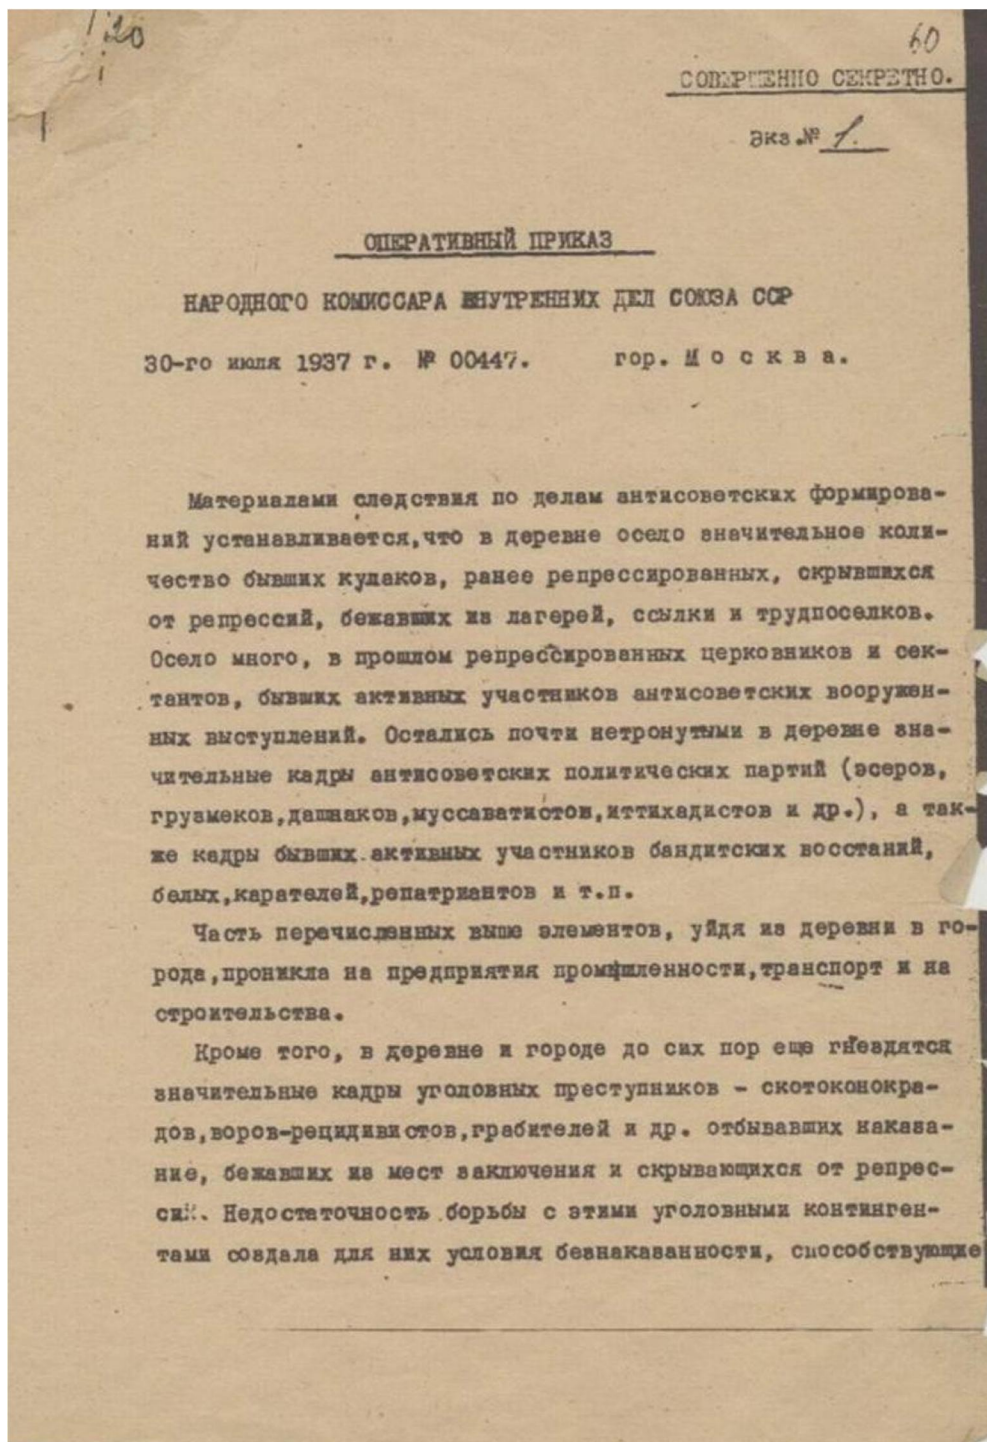 20
60
СОВЕРШЕННО СЕКРЕТНО.
Экз.№ 1.
ОПЕРАТИВНЫЙ ПРИКАЗ
НАРОДНОГО КОМИССАРА ВНУТРЕННИХ ДЕЛ СОЮЗА ССР
30-го июля 1937 г. № 00447. гор. М о с к в а.
Материалами следствия по делам антисоветских формирова-
ний устанавливается,что в деревне осело значительное коли-
чество бывших кулаков, ранее репрессированных, скрывшихся
от репрессий, бежавших из лагерей, ссылки и трудпоселков.
Осело много, в прошлом репрессированных церковников и сек-
тантов, бывших активных участников антисоветских вооружен-
ных выступлений. Остались почти нетронутыми в деревне зна-
чительные кадры антисоветских политических партий (эсеров,
грузмеков,дашнаков,муссаватистов,иттихадистов и др.), а так-
же кадры бывших активных участников бандитских восстаний,
белых,карателей,репатриантов и т.п.
Часть перечисленных выше элементов, уйдя из деревни в го-
рода,проникла на предприятия промышленности,транспорт и на
строительства.
Кроме того, в деревне и городе до сих пор еще гнездятся
значительные кадры уголовных преступников - скотоконокра-
дов,воров-рецидивистов,грабителей и др. отбывавших наказа-
ние, бежавших из мест заключения и скрывающихся от репрес-
сий. Недостаточность борьбы с этими уголовными континген-
тами создала для них условия безнаказанности, способствующие